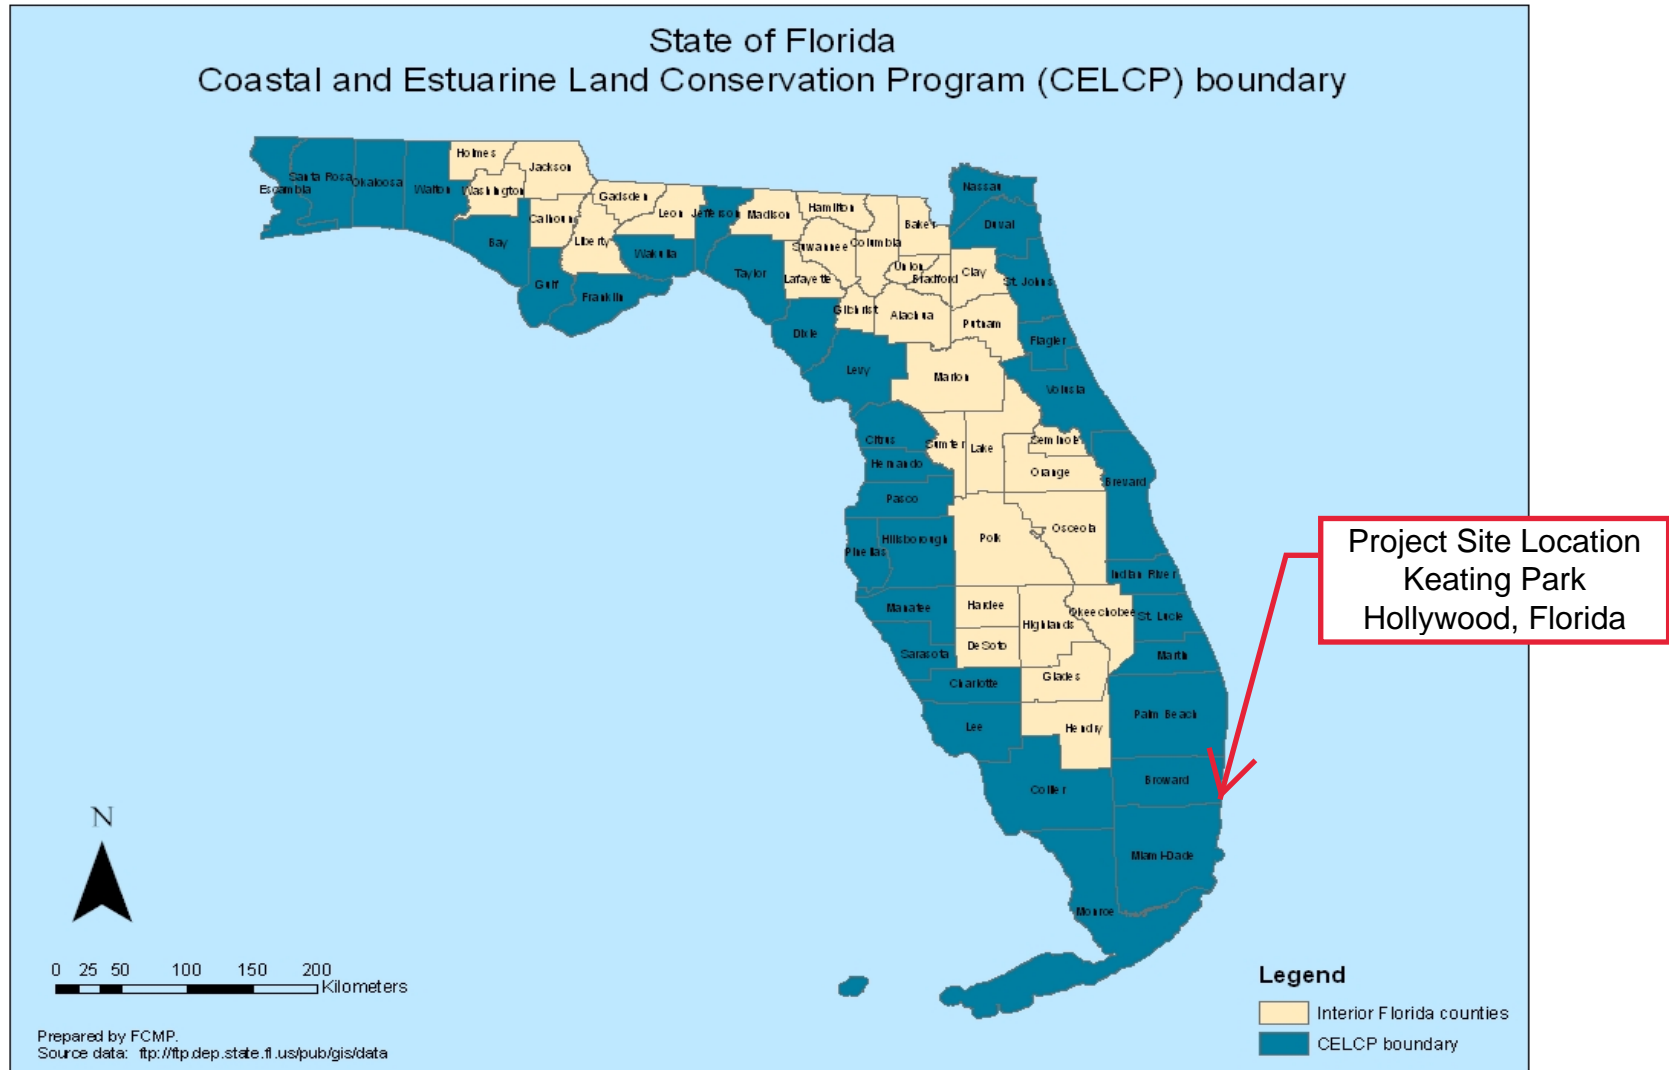 State of Florida
Coastal and Estuarine Land Conservation Program (CELCP) boundary
Holmes
Jackson
Santa Rosa
Okaloosa
Walton
Washington
Escambia
Gadsden
Leon
Jefferson
Madison
Hamilton
Nassau
Calhoun
Baker
Duval
Bay
Liberty
Wakulla
Suwannee
Columbia
Union
Bradford
Clay
Taylor
Lafayette
St. Johns
Gulf
Franklin
Gilchrist
Alachua
Putnam
Dixie
Flagler
Levy
Marion
Volusia
Citrus
Sumter
Lake
Seminole
Hernando
Orange
Brevard
Pasco
Osceola
Polk
Hillsborough
Pinellas
Indian River
Project Site Location
Keating Park
Hollywood, Florida
Manatee
Hardee
Okeechobee
St. Lucie
Highlands
Sarasota
DeSoto
Martin
Charlotte
Glades
Palm Beach
Lee
Hendry
Broward
Collier
Miami-Dade
Monroe
N
0 25 50 100 150 200
Kilometers
Legend
Interior Florida counties
CELCP boundary
Prepared by FCMP.
Source data: ftp://ftp.dep.state.fl.us/pub/gis/data